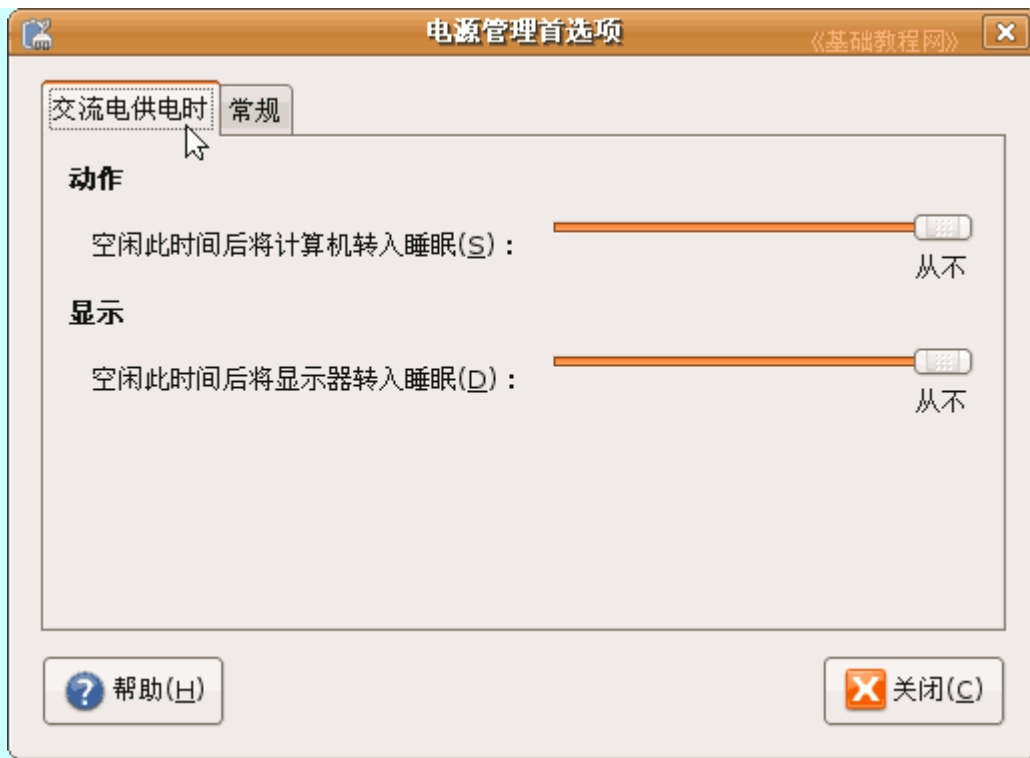 电源管理首选项
《基础教程网》
交流电供电时 常规
动作
空闲此时间后将计算机转入睡眠(S)：
从不
显示
空闲此时间后将显示器转入睡眠(D)：
从不
帮助(H) 关闭(C)